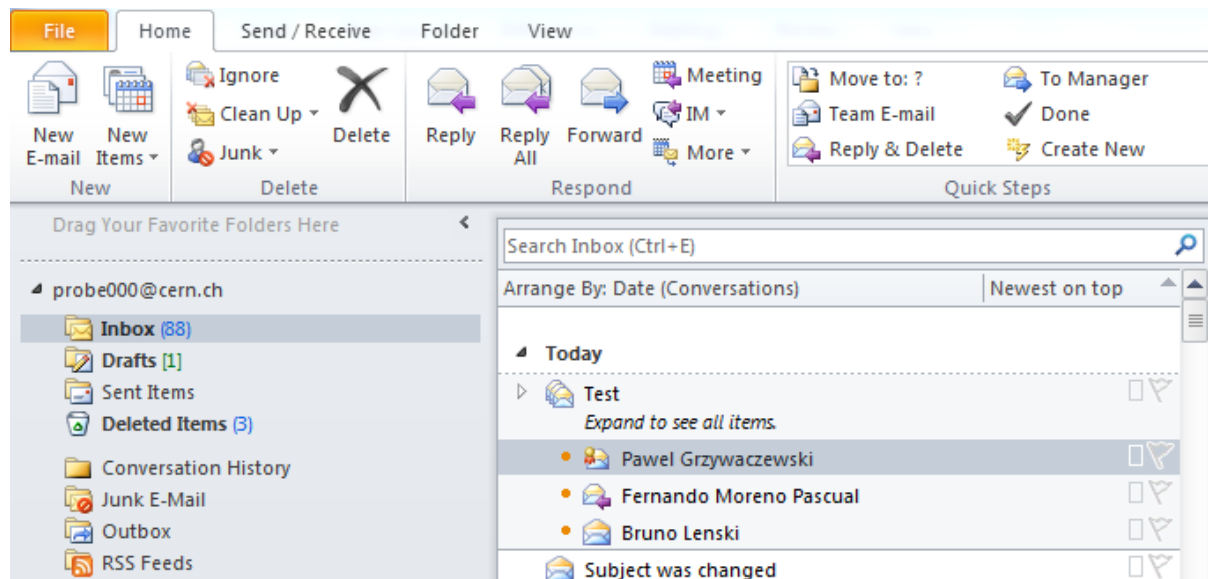 File Home Send / Receive Folder View
Ignore Meeting Move to: ? To Manager
Clean Up IM Team E-mail Done
New E-mail New Items Junk Delete Reply Reply All Forward More Reply & Delete Create New
New Delete Respond Quick Steps
Drag Your Favorite Folders Here
Search Inbox (Ctrl+E)
probe000@cern.ch
Arrange By: Date (Conversations) Newest on top
Inbox (88)
Drafts [1]
Sent Items
Deleted Items (3)
Conversation History
Junk E-Mail
Outbox
RSS Feeds
Today
Test
Expand to see all items.
Pawel Grzywaczewski
Fernando Moreno Pascual
Bruno Lenski
Subject was changed